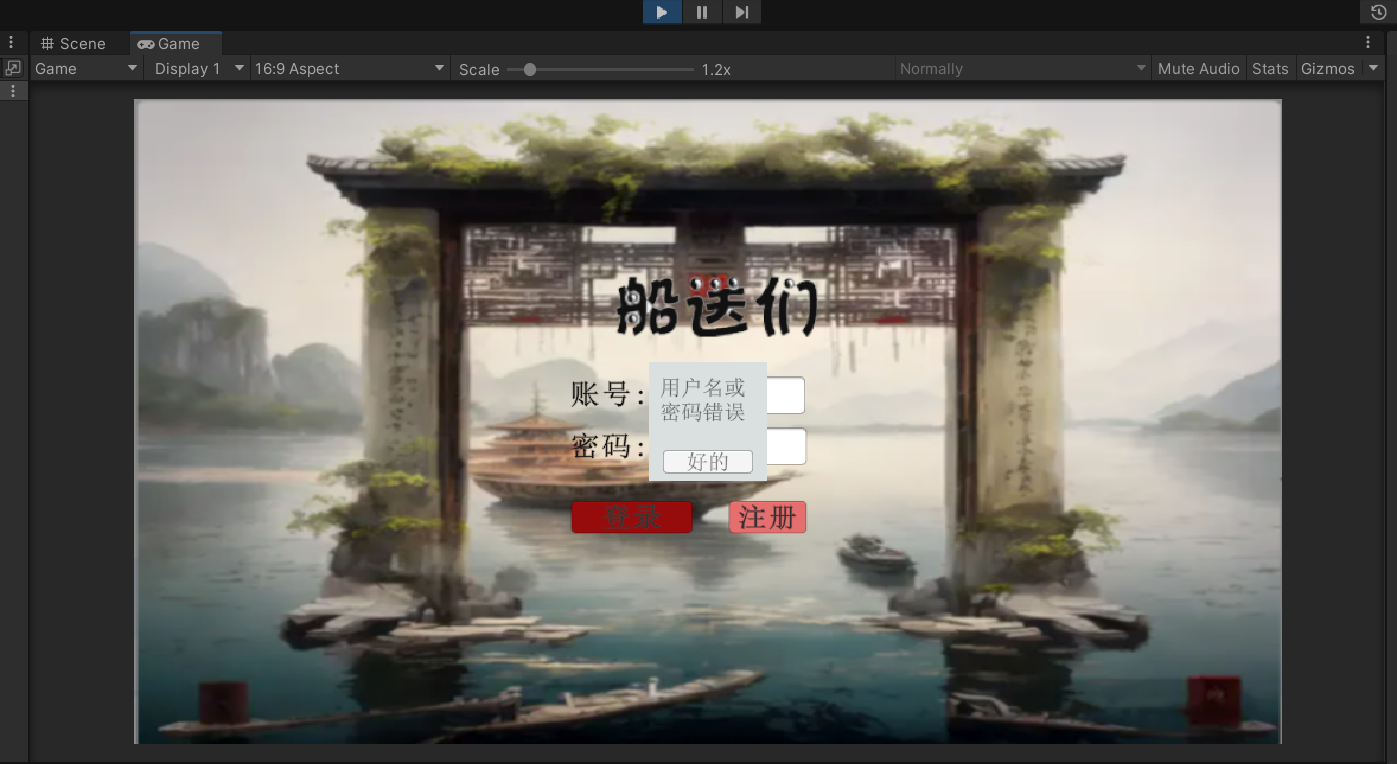 Scene
Game
Game
Display 1
16:9 Aspect
Scale
1.2x
Normally
Mute Audio
Stats
Gizmos
船送们
账号:
用户名或
密码错误
密码:
好的
登录
注册